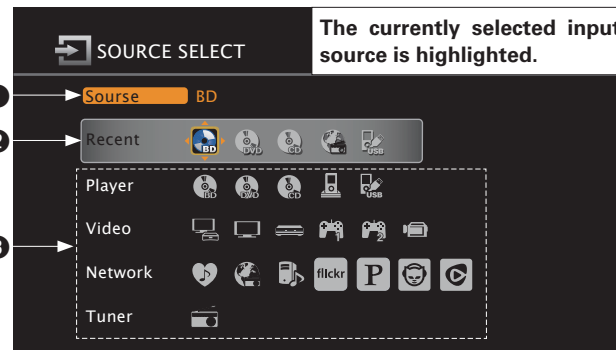 The currently selected input
source is highlighted.
SOURCE SELECT
Sourse BD
Recent BD DVD CD USB
Player BD DVD CD USB
Video 1 2
Network flickr P
Tuner